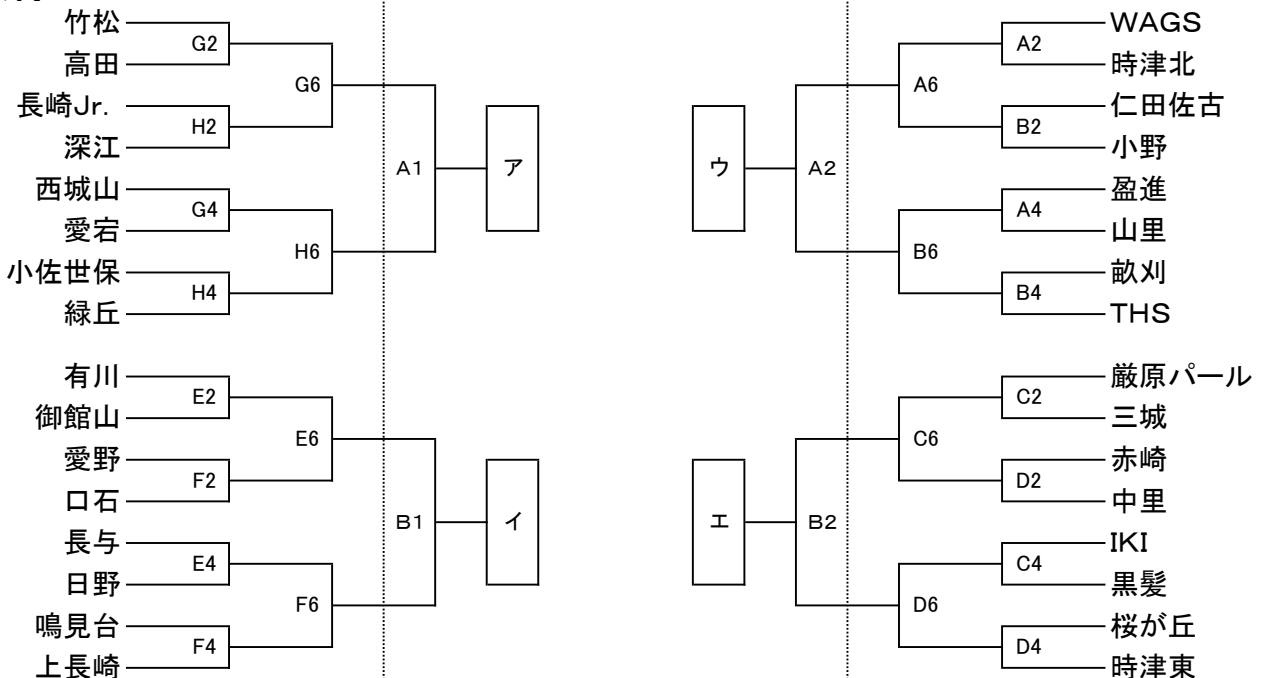 竹松
G2
高田
G6
長崎Jr.
H2
深江
A1
ア
西城山
G4
愛宕
H6
小佐世保
H4
緑丘
有川
E2
御館山
E6
愛野
F2
口石
B1
イ
長与
E4
日野
F6
鳴見台
F4
上長崎
WAGS
A2
時津北
A6
仁田佐古
B2
小野
ウ
A2
盈進
A4
山里
B6
畝刈
B4
THS
厳原パール
C2
三城
C6
赤崎
D2
中里
エ
B2
IKI
C4
黒髪
D6
桜が丘
D4
時津東